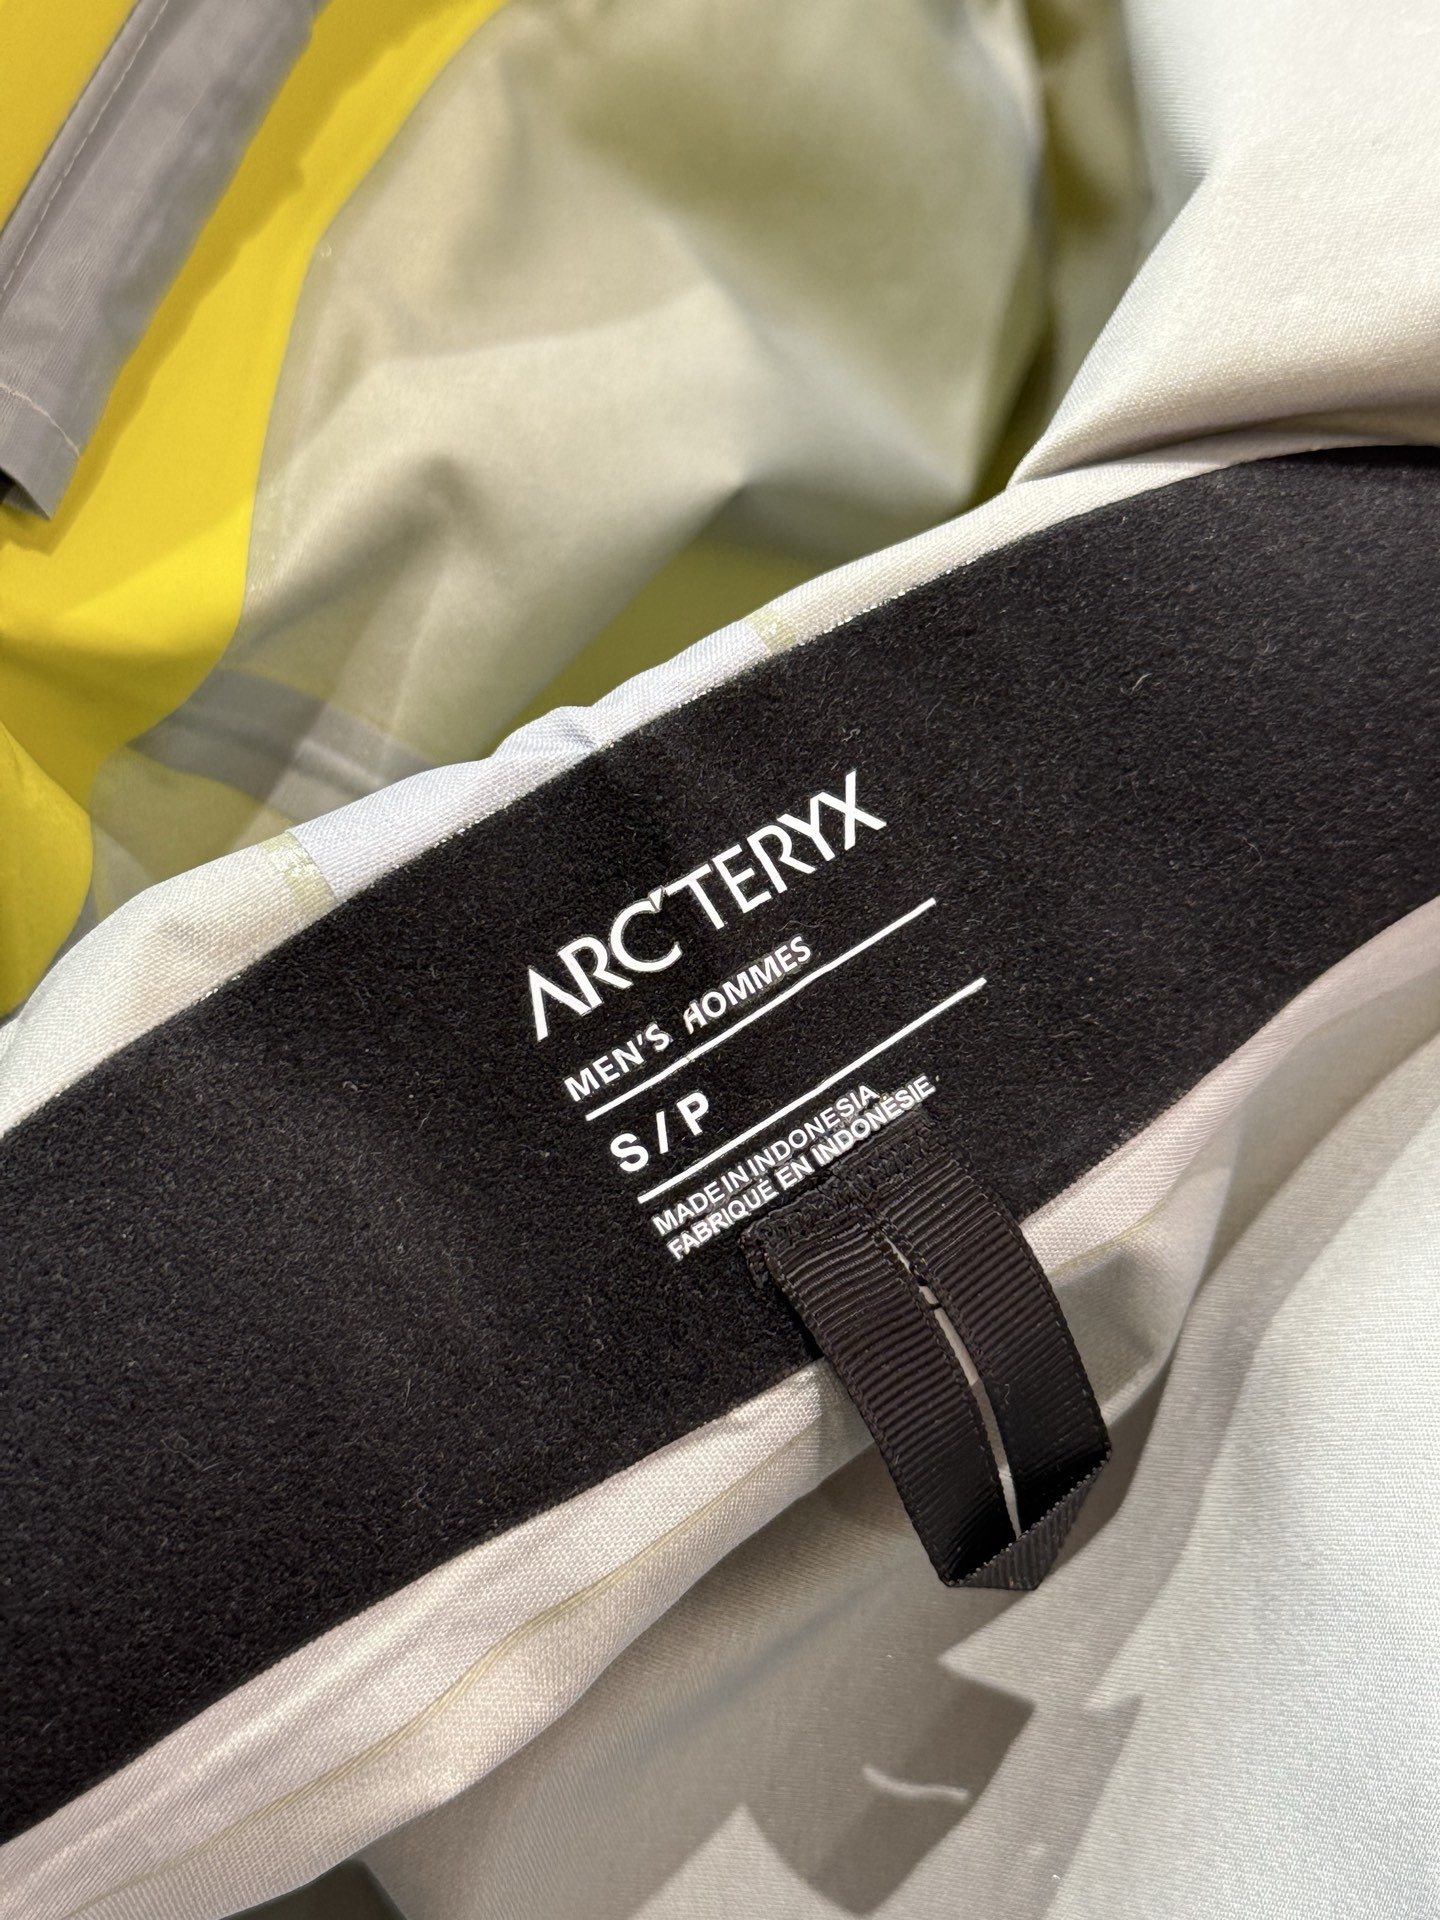 ARC'TERYX
MEN'S HOMMES
S / P
MADE IN INDONESIA
FABRIQUÉ EN INDONÉSIE